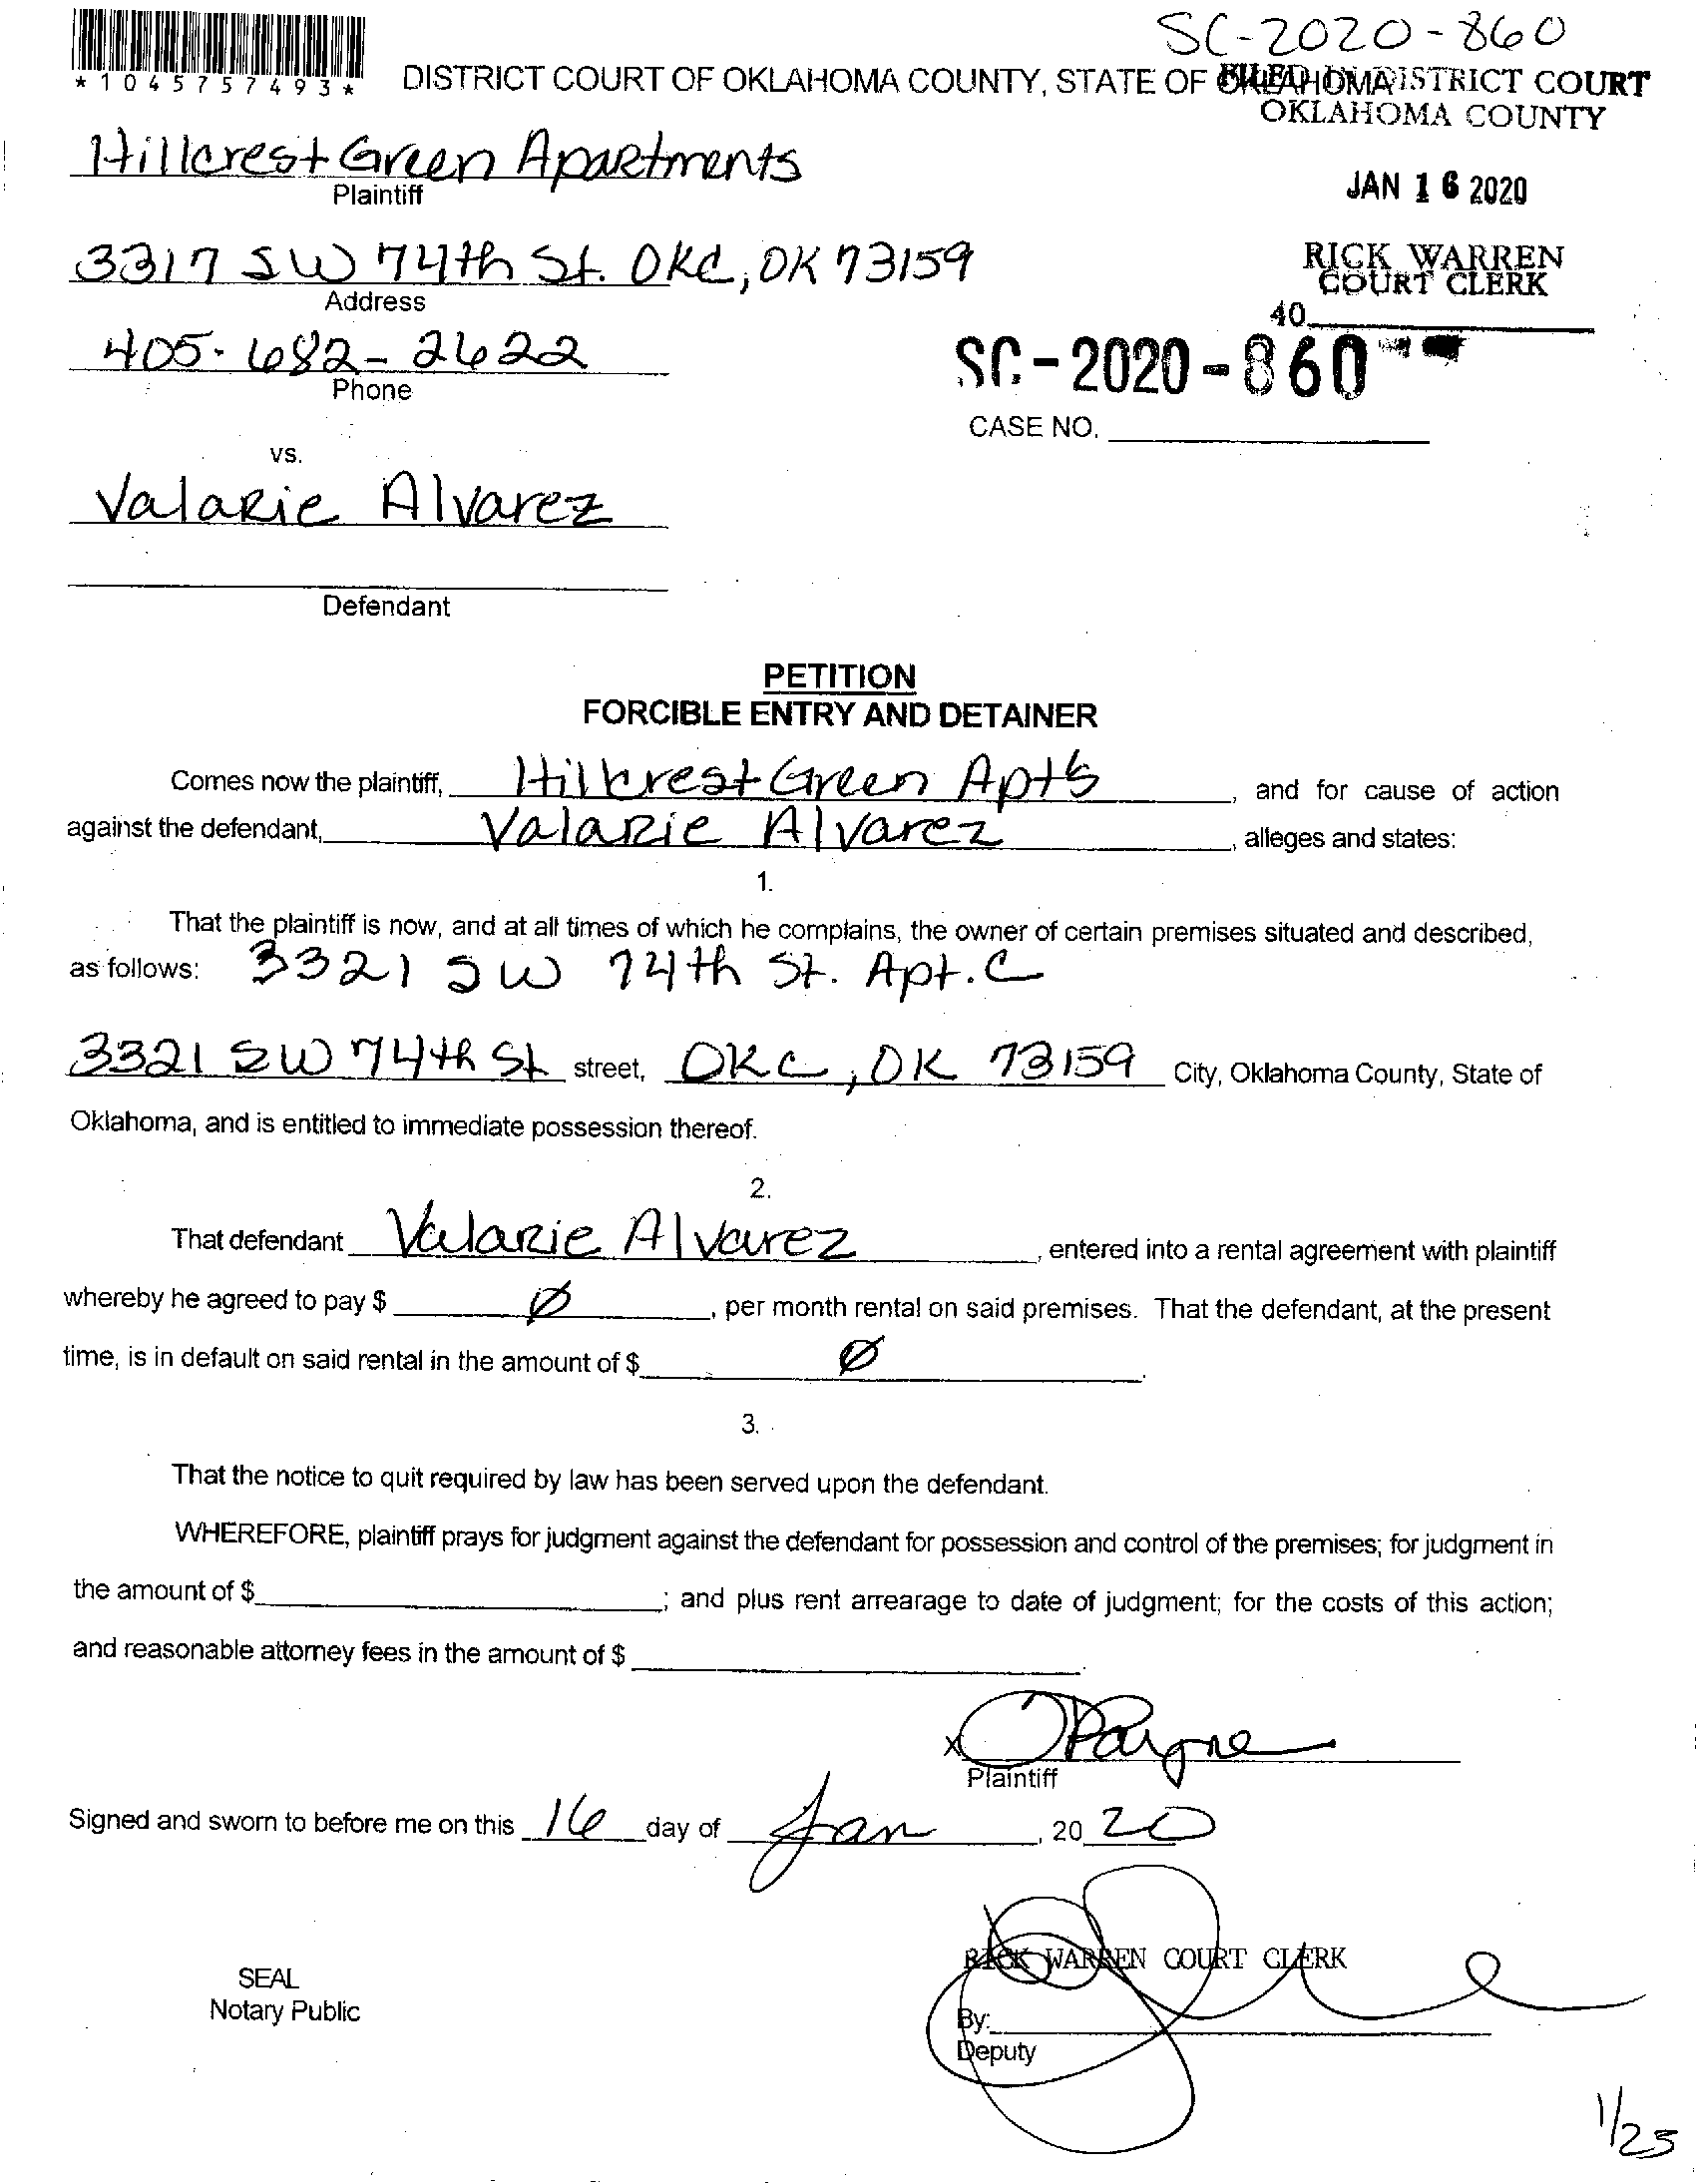 SC-2020-860
*1045757493*
DISTRICT COURT OF OKLAHOMA COUNTY, STATE OF OKLAHOMA
FILED IN DISTRICT COURT
OKLAHOMA COUNTY
Hillcrest Green Apartments
Plaintiff
JAN 16 2020
3317 SW 74th St. OKC, OK 73159
Address
RICK WARREN
COURT CLERK
40
405-682-2622
Phone
SC-2020-860
CASE NO.
vs.
Valarie Alvarez
Defendant
PETITION
FORCIBLE ENTRY AND DETAINER
Comes now the plaintiff, Hillcrest Green Apts, and for cause of action
against the defendant, Valarie Alvarez, alleges and states:
1.
That the plaintiff is now, and at all times of which he complains, the owner of certain premises situated and described,
as follows: 3321 SW 74th St. Apt. C
3321 SW 74th St street, OKC, OK 73159 City, Oklahoma County, State of
Oklahoma, and is entitled to immediate possession thereof.
2.
That defendant Valarie Alvarez, entered into a rental agreement with plaintiff
whereby he agreed to pay $ Ø, per month rental on said premises. That the defendant, at the present
time, is in default on said rental in the amount of $ Ø.
3.
That the notice to quit required by law has been served upon the defendant.
WHEREFORE, plaintiff prays for judgment against the defendant for possession and control of the premises; for judgment in
the amount of $ ; and plus rent arrearage to date of judgment; for the costs of this action;
and reasonable attorney fees in the amount of $ .
X OPayne
Plaintiff
Signed and sworn to before me on this 16 day of Jan, 20 20
RICK WARREN COURT CLERK
SEAL
Notary Public
By:
Deputy
1/23